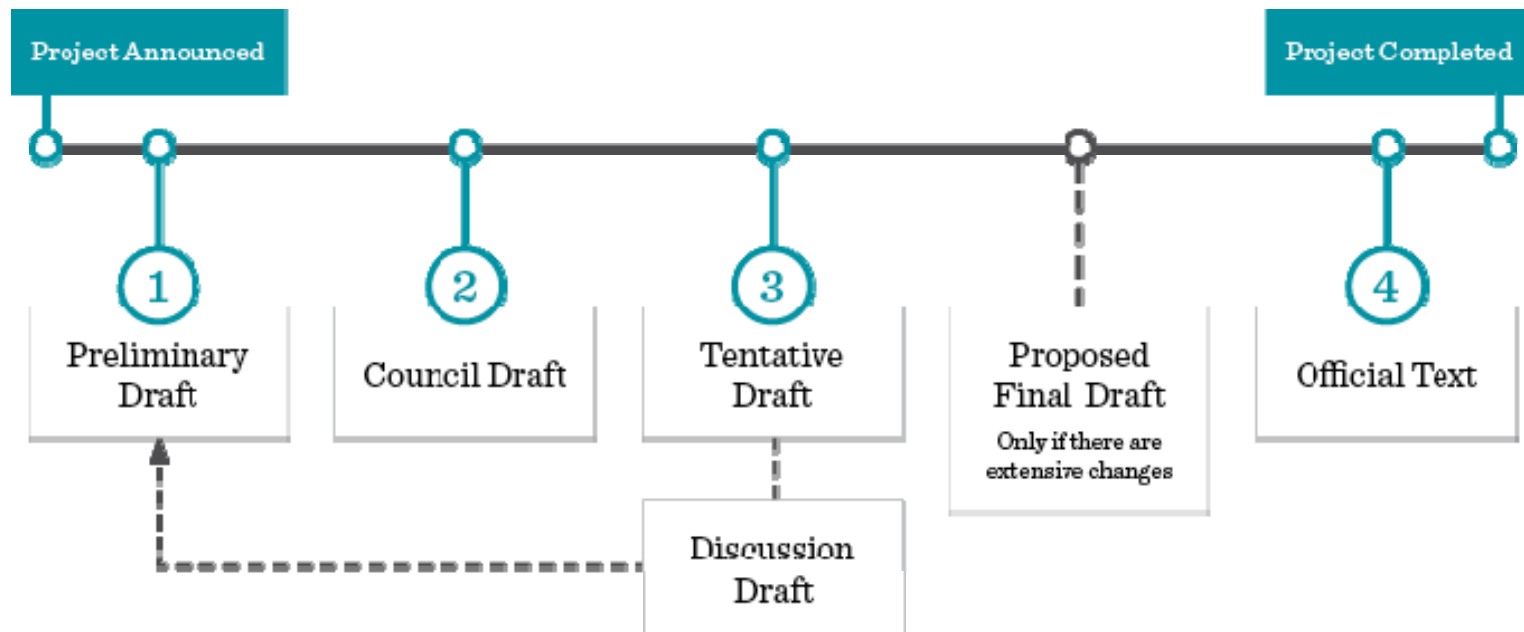 Project Announced
Project Completed
1
2
3
4
Preliminary
Draft
Council Draft
Tentative
Draft
Proposed
Final Draft
Only if there are
extensive changes
Official Text
Discussion
Draft